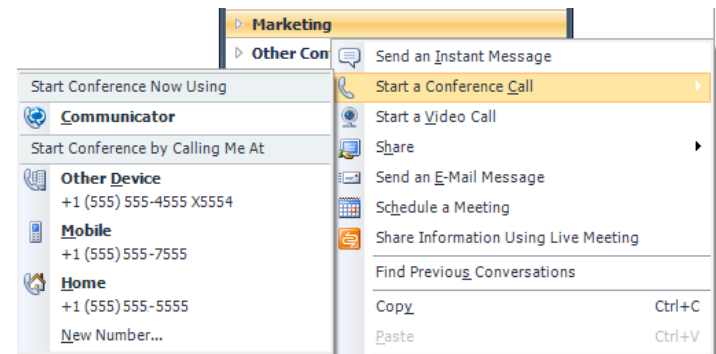 Marketing
Other Con
Send an Instant Message
Start a Conference Call
Start a Video Call
Share
Send an E-Mail Message
Schedule a Meeting
Share Information Using Live Meeting
Find Previous Conversations
Copy Ctrl+C
Paste Ctrl+V
Start Conference Now Using
Communicator
Start Conference by Calling Me At
Other Device
+1 (555) 555-4555 X5554
Mobile
+1 (555) 555-7555
Home
+1 (555) 555-5555
New Number...